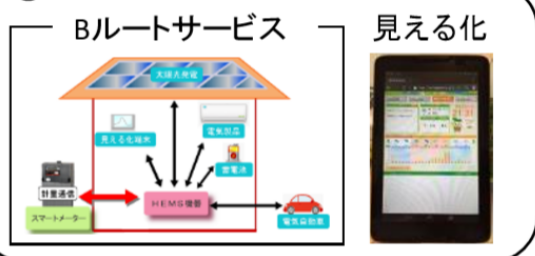 Bルートサービス
見える化
太陽光発電
見える化端末
電気製品
蓄電池
計量通信
スマートメーター
HEMS機器
電気自動車